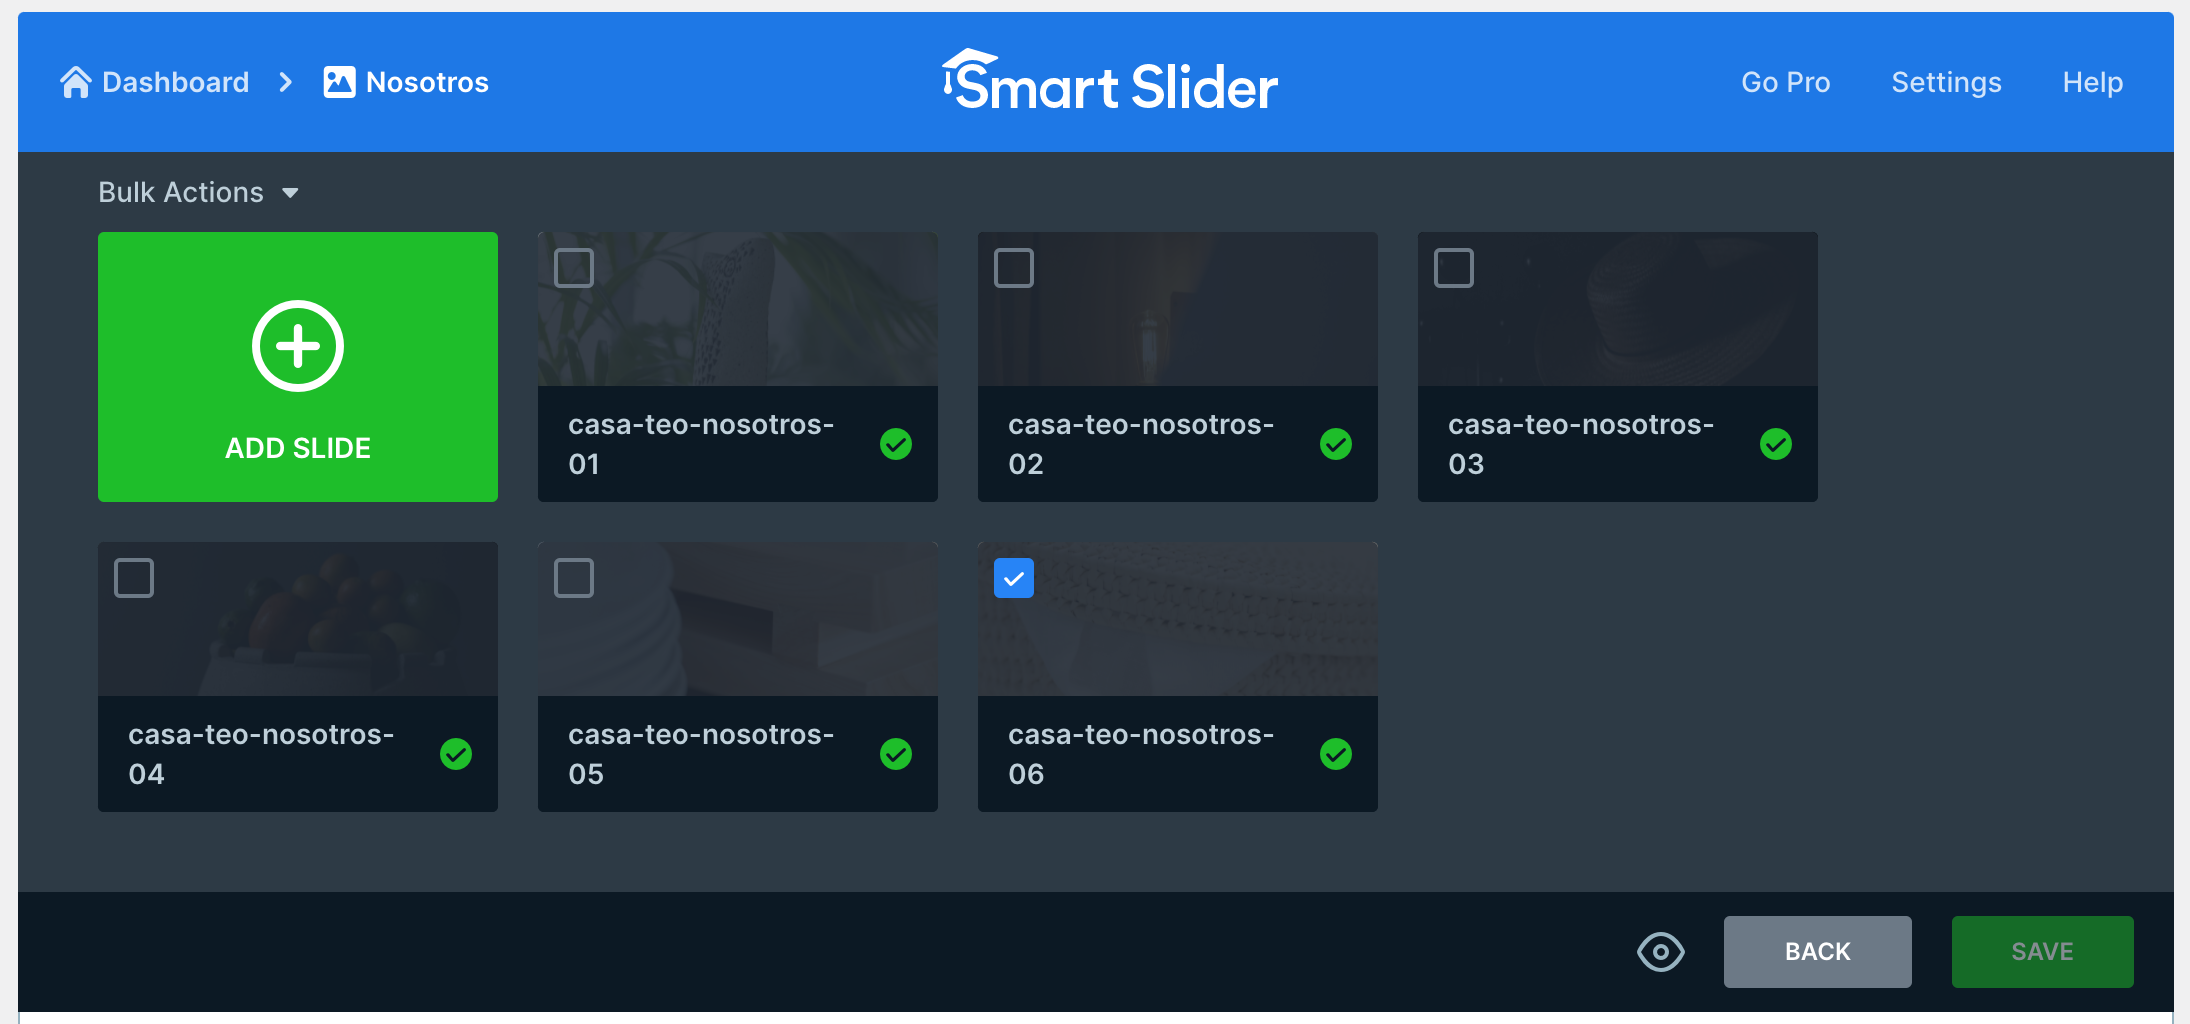 Dashboard
Nosotros
Smart Slider
Go Pro
Settings
Help
Bulk Actions
ADD SLIDE
casa-teo-nosotros-
01
casa-teo-nosotros-
02
casa-teo-nosotros-
03
casa-teo-nosotros-
04
casa-teo-nosotros-
05
casa-teo-nosotros-
06
BACK
SAVE